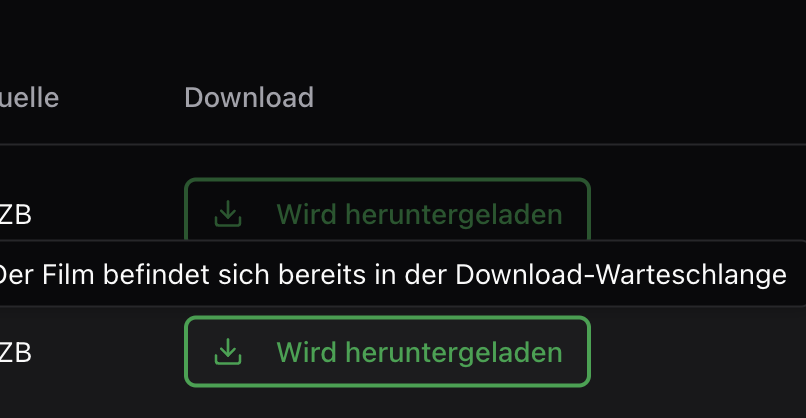 uelle Download
ZB Wird heruntergeladen
Der Film befindet sich bereits in der Download-Warteschlange
ZB Wird heruntergeladen